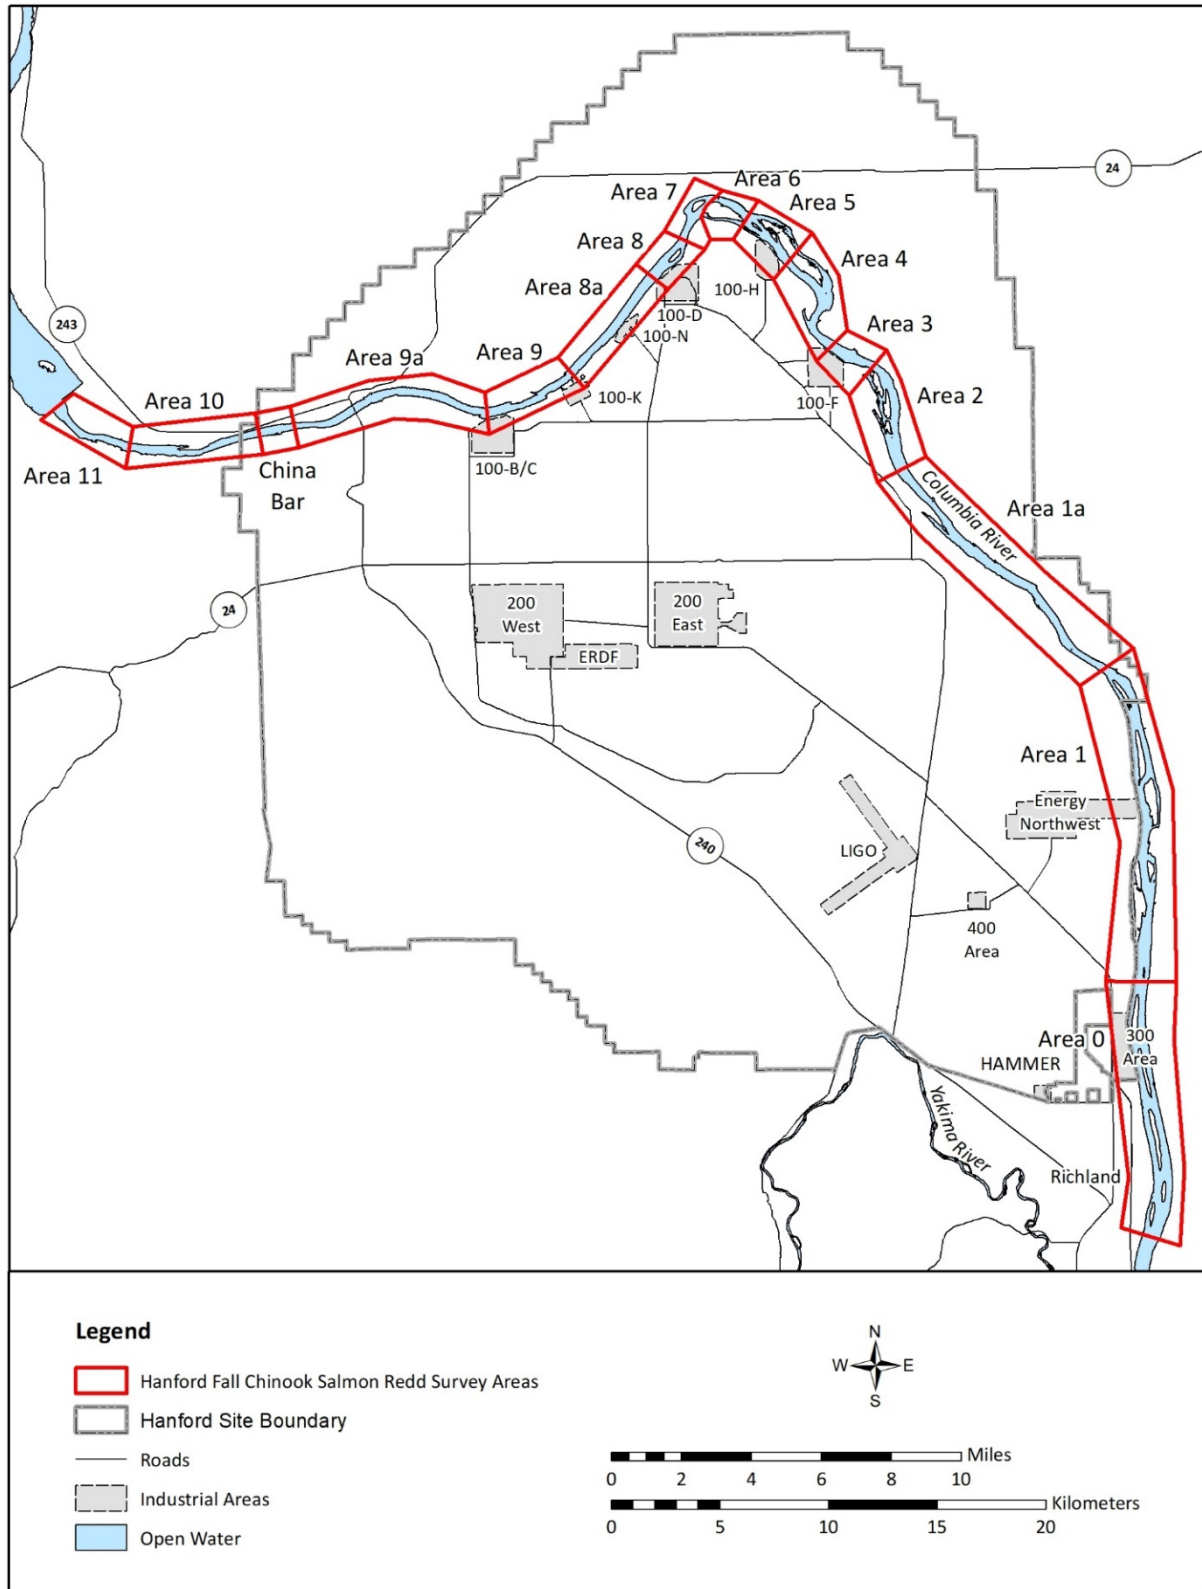 24
Area 7
Area 6
Area 5
Area 8
Area 4
Area 8a
100-H
100-D
100-N
243
Area 3
Area 9
Area 9a
100-K
100-F
Area 2
Area 10
Area 11
China
Bar
100-B/C
Columbia River
Area 1a
24
200
West
200
East
ERDF
Area 1
Energy
Northwest
240
LIGO
400
Area
Area 0
300
Area
HAMMER
Yakima River
Richland
Legend
Hanford Fall Chinook Salmon Redd Survey Areas
Hanford Site Boundary
Roads
Industrial Areas
Open Water
N
W E
S
Miles
0 2 4 6 8 10
Kilometers
0 5 10 15 20